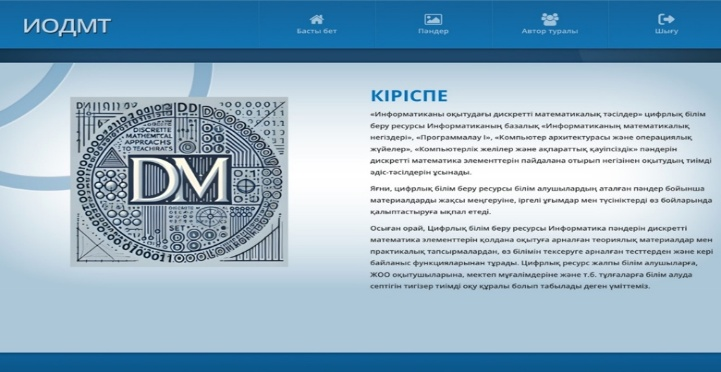 ИОДМТ
Басты бет
Пәндер
Автор туралы
Шығу
КІРІСПЕ
«Информатиканы оқытудағы дискретті математикалық тәсілдер» цифрлық білім
беру ресурсы Информатиканың базалық «Информатиканың математикалық
негіздері», «Программалау І», «Компьютер архитектурасы және операциялық
жүйелер», «Компьютерлік желілер және ақпараттық қауіпсіздік» пәндерін
дискретті математика элементтерін пайдалана отырып негізінен оқытудың тиімді
әдіс-тәсілдерін ұсынады.
Яғни, цифрлық білім беру ресурсы білім алушылардың аталған пәндер бойынша
материалдарды жақсы меңгеруіне, іргелі ұғымдар мен түсініктерді өз бойларында
қалыптастыруға ықпал етеді.
Осыған орай, Цифрлық білім беру ресурсы Информатика пәндерін дискретті
математика элементтерін қолдана оқытуға арналған теориялық материалдар мен
практикалық тапсырмалардан, өз білімін тексеруге арналған тесттерден және кері
байланыс функцияларынан тұрады. Цифрлық ресурс жалпы білім алушыларға,
ЖОО оқытушыларына, мектеп мұғалімдеріне және т.б. тұлғаларға білім алуда
септігін тигізер тиімді оқу құралы болып табылады деген үміттеміз.
DISCRETE
MATHEMTCAL
APPROACHS
TO TEACHIRATS
DM
DISCRETE
SET